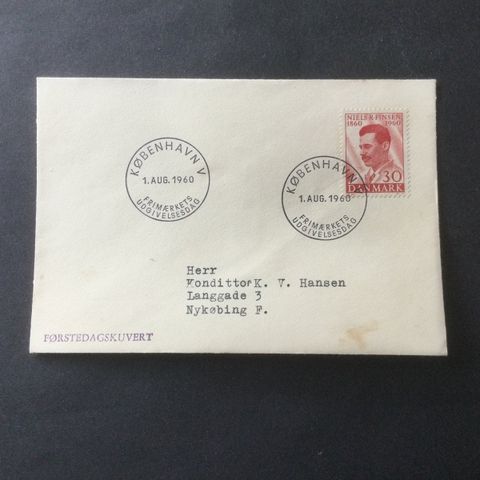 NIELS R. FINSEN
1860 1960
30
DANMARK
KØBENHAVN V
1. AUG. 1960
FRIMÆRKETS
UDGIVELSESDAG
KØBENHAVN
1. AUG. 1960
FRIMÆRKETS
UDGIVELSESDAG
Herr
KondittorK. V. Hansen
Langgade 3
Nykøbing F.
FØRSTEDAGSKUVERT